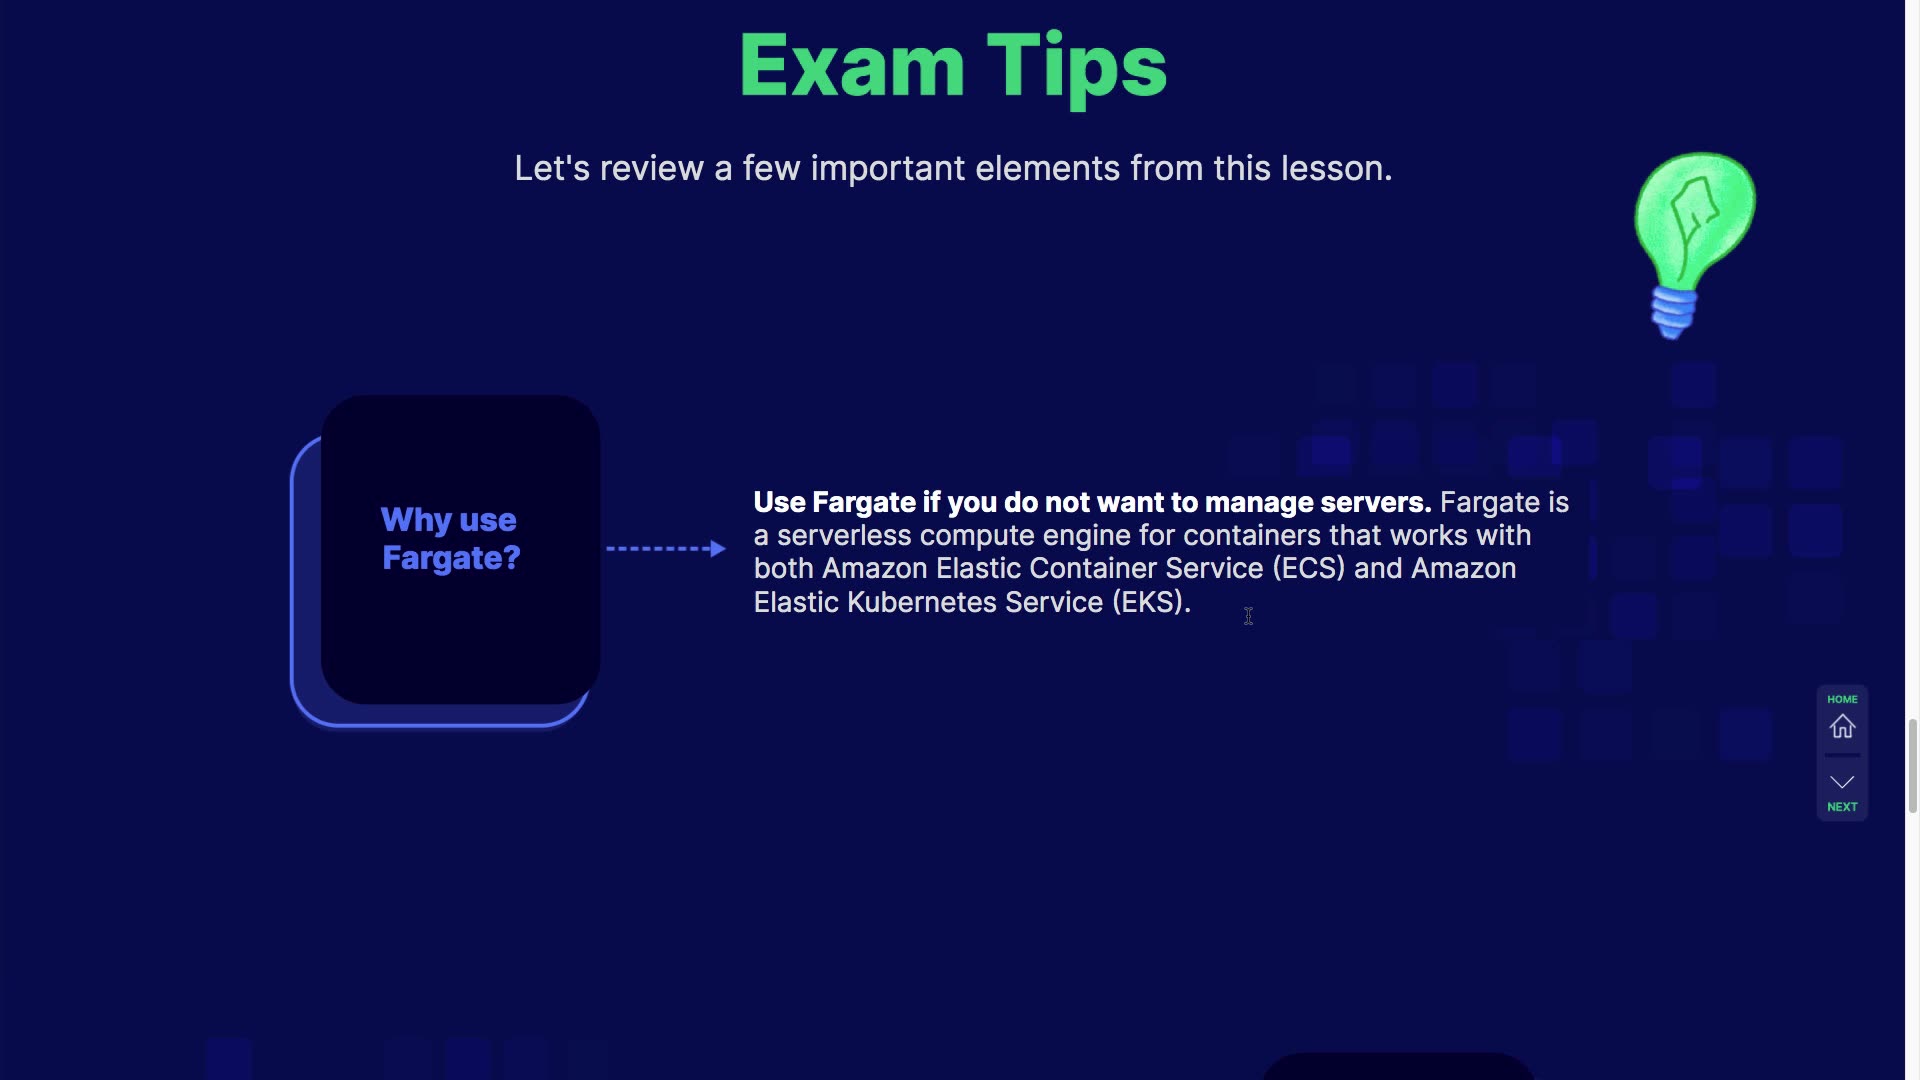 Exam Tips
Let's review a few important elements from this lesson.
Why use
Fargate?
Use Fargate if you do not want to manage servers. Fargate is
a serverless compute engine for containers that works with
both Amazon Elastic Container Service (ECS) and Amazon
Elastic Kubernetes Service (EKS).
HOME
NEXT